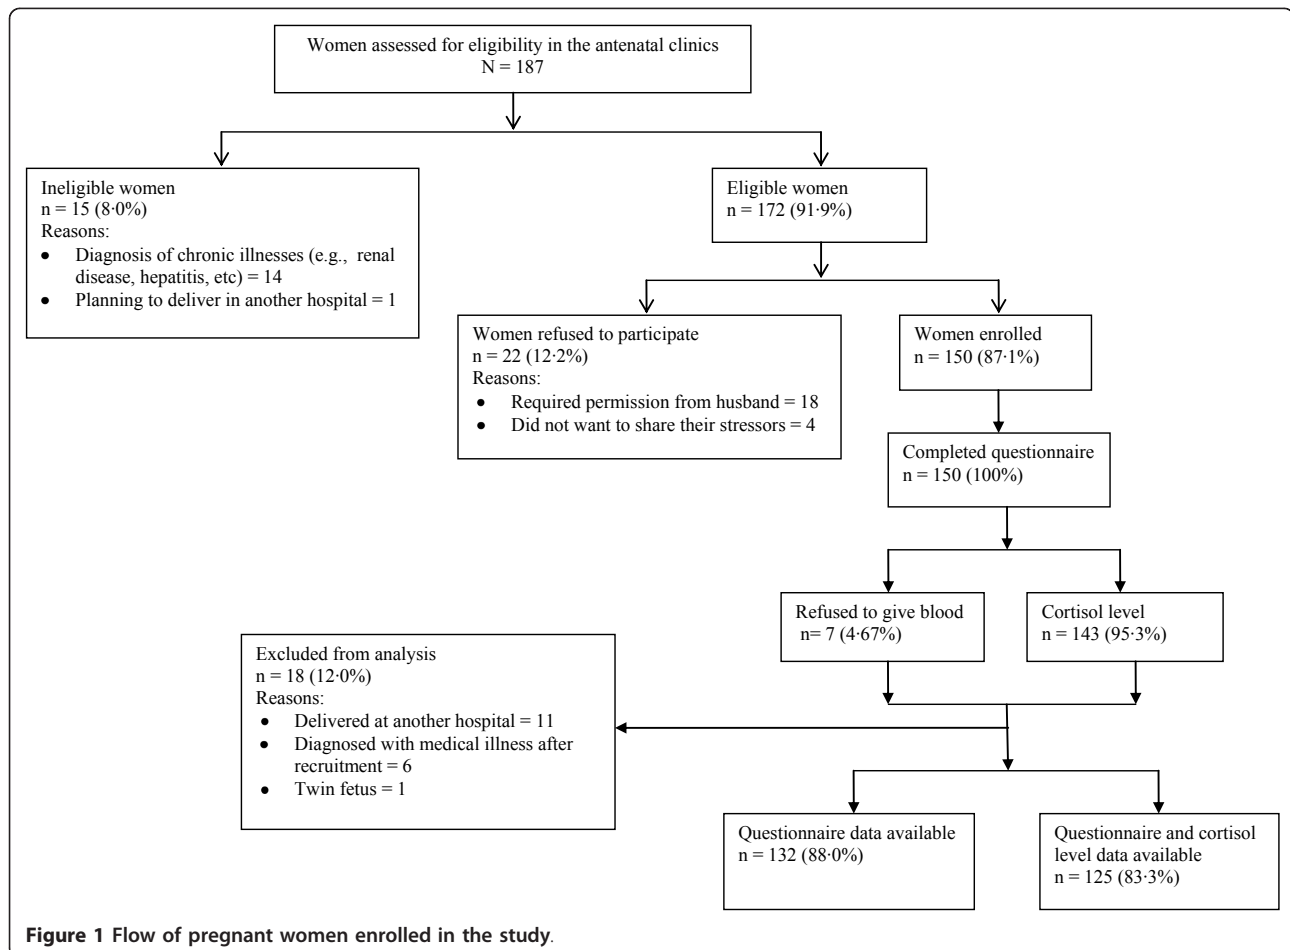 Women assessed for eligibility in the antenatal clinics
N = 187
Ineligible women
n = 15 (8·0%)
Reasons:
• Diagnosis of chronic illnesses (e.g., renal
disease, hepatitis, etc) = 14
• Planning to deliver in another hospital = 1
Eligible women
n = 172 (91·9%)
Women refused to participate
n = 22 (12·2%)
Reasons:
• Required permission from husband = 18
• Did not want to share their stressors = 4
Women enrolled
n = 150 (87·1%)
Completed questionnaire
n = 150 (100%)
Refused to give blood
n= 7 (4·67%)
Cortisol level
n = 143 (95·3%)
Excluded from analysis
n = 18 (12·0%)
Reasons:
• Delivered at another hospital = 11
• Diagnosed with medical illness after
recruitment = 6
• Twin fetus = 1
Questionnaire data available
n = 132 (88·0%)
Questionnaire and cortisol
level data available
n = 125 (83·3%)
Figure 1 Flow of pregnant women enrolled in the study.